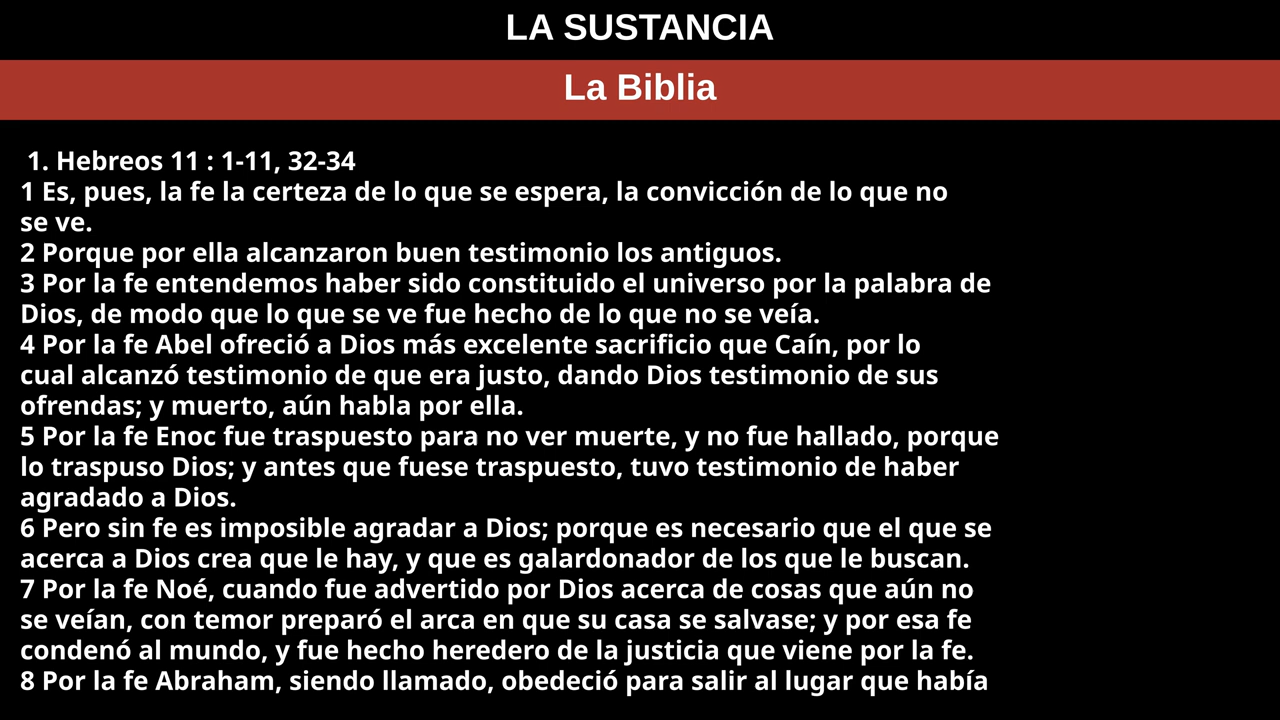 LA SUSTANCIA
La Biblia
1. Hebreos 11 : 1-11, 32-34
1 Es, pues, la fe la certeza de lo que se espera, la convicción de lo que no
se ve.
2 Porque por ella alcanzaron buen testimonio los antiguos.
3 Por la fe entendemos haber sido constituido el universo por la palabra de
Dios, de modo que lo que se ve fue hecho de lo que no se veía.
4 Por la fe Abel ofreció a Dios más excelente sacrificio que Caín, por lo
cual alcanzó testimonio de que era justo, dando Dios testimonio de sus
ofrendas; y muerto, aún habla por ella.
5 Por la fe Enoc fue traspuesto para no ver muerte, y no fue hallado, porque
lo traspuso Dios; y antes que fuese traspuesto, tuvo testimonio de haber
agradado a Dios.
6 Pero sin fe es imposible agradar a Dios; porque es necesario que el que se
acerca a Dios crea que le hay, y que es galardonador de los que le buscan.
7 Por la fe Noé, cuando fue advertido por Dios acerca de cosas que aún no
se veían, con temor preparó el arca en que su casa se salvase; y por esa fe
condenó al mundo, y fue hecho heredero de la justicia que viene por la fe.
8 Por la fe Abraham, siendo llamado, obedeció para salir al lugar que había